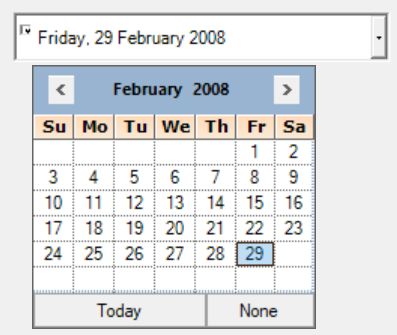 Friday, 29 February 2008
< February 2008 >
Su Mo Tu We Th Fr Sa
1 2
3 4 5 6 7 8 9
10 11 12 13 14 15 16
17 18 19 20 21 22 23
24 25 26 27 28 29
Today None